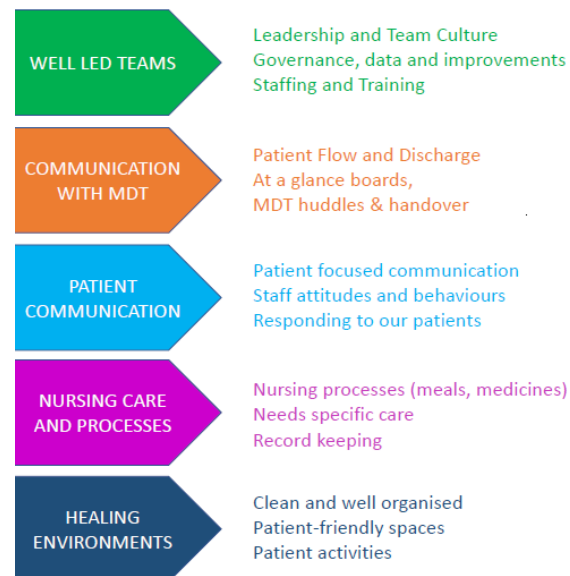 WELL LED TEAMS
Leadership and Team Culture
Governance, data and improvements
Staffing and Training
COMMUNICATION
WITH MDT
Patient Flow and Discharge
At a glance boards,
MDT huddles & handover
PATIENT
COMMUNICATION
Patient focused communication
Staff attitudes and behaviours
Responding to our patients
NURSING CARE
AND PROCESSES
Nursing processes (meals, medicines)
Needs specific care
Record keeping
HEALING
ENVIRONMENTS
Clean and well organised
Patient-friendly spaces
Patient activities